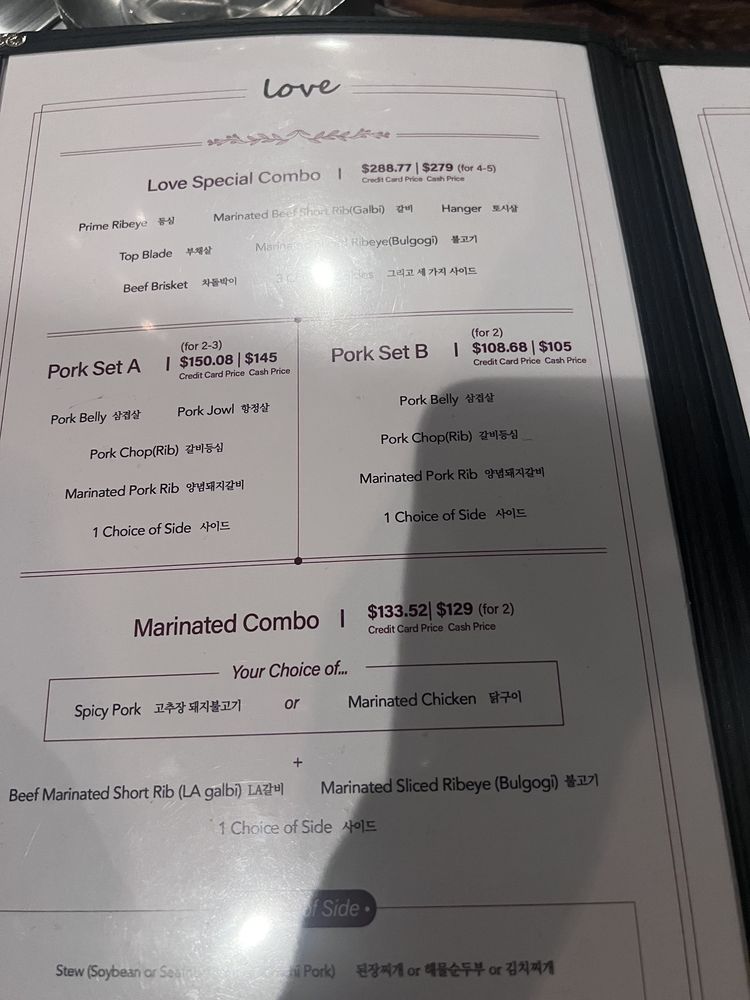 love
Love Special Combo | $288.77 | $279 (for 4-5)
Credit Card Price Cash Price
Prime Ribeye 등심 Marinated Beef Short Rib(Galbi) 갈비 Hanger 토시살
Top Blade 부채살 Marinated Ribeye(Bulgogi) 불고기
Beef Brisket 차돌박이 3 그리고 세 가지 사이드
Pork Set A | (for 2-3)
$150.08 | $145
Credit Card Price Cash Price
Pork Belly 삼겹살 Pork Jowl 항정살
Pork Chop(Rib) 갈비등심
Marinated Pork Rib 양념돼지갈비
1 Choice of Side 사이드
Pork Set B | (for 2)
$108.68 | $105
Credit Card Price Cash Price
Pork Belly 삼겹살
Pork Chop(Rib) 갈비등심
Marinated Pork Rib 양념돼지갈비
1 Choice of Side 사이드
Marinated Combo | $133.52| $129 (for 2)
Credit Card Price Cash Price
Your Choice of...
Spicy Pork 고추장 돼지불고기 or Marinated Chicken 닭구이
+
Beef Marinated Short Rib (LA galbi) LA갈비 Marinated Sliced Ribeye (Bulgogi) 불고기
1 Choice of Side 사이드
of Side •
Stew (Soybean or Pork) 된장찌개 or 해물순두부 or 김치찌개